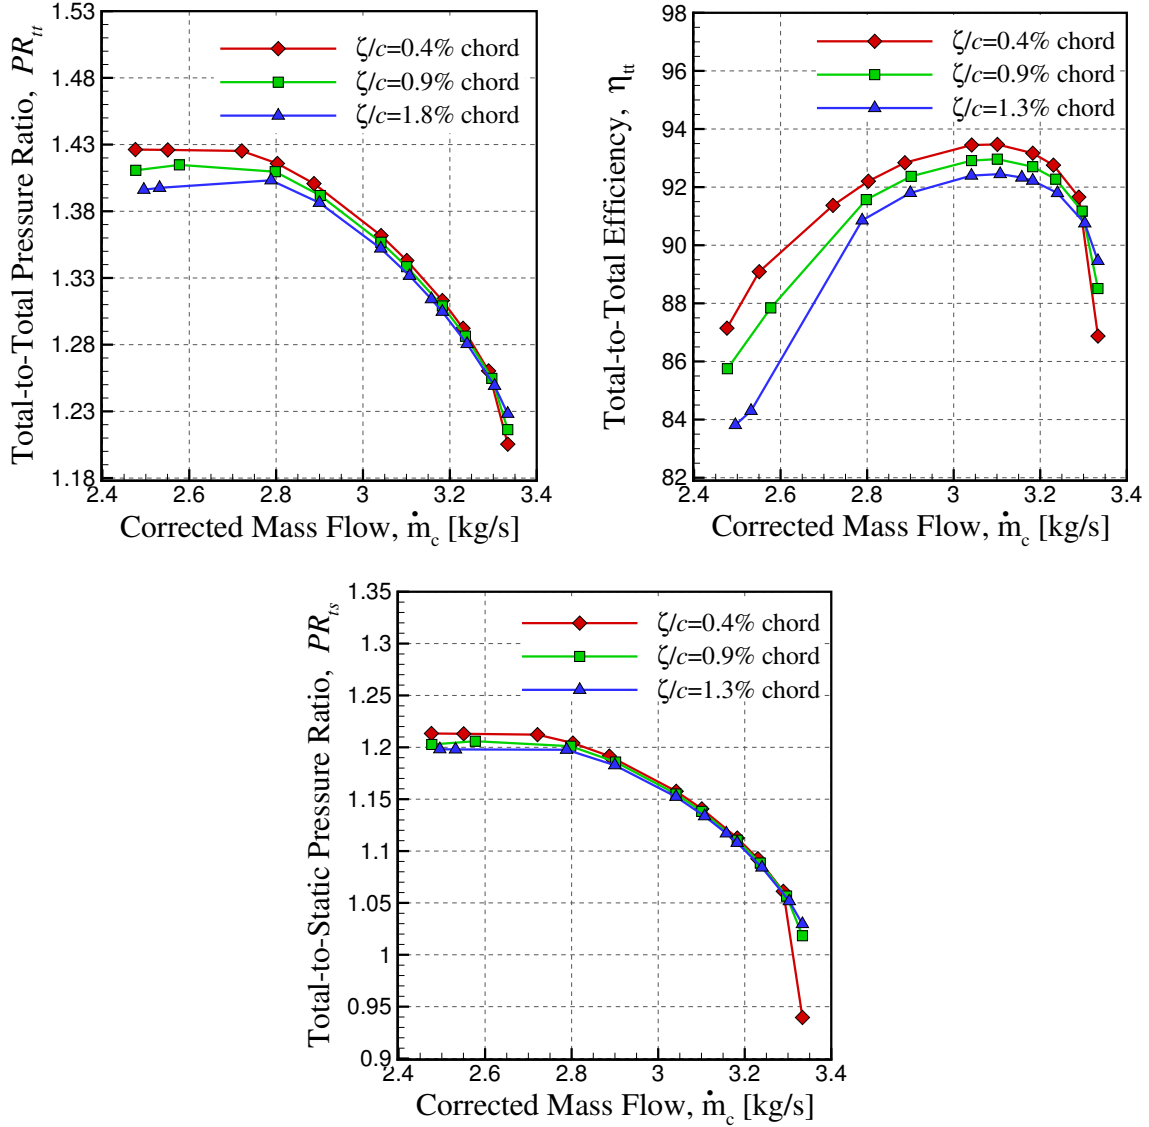 Total-to-Total Pressure Ratio, PRtt
1.53
1.48
1.43
1.38
1.33
1.28
1.23
1.18
ζ/c=0.4% chord
ζ/c=0.9% chord
ζ/c=1.8% chord
2.4 2.6 2.8 3 3.2 3.4
Corrected Mass Flow, ṁc [kg/s]
Total-to-Total Efficiency, ηtt
98
96
94
92
90
88
86
84
82
ζ/c=0.4% chord
ζ/c=0.9% chord
ζ/c=1.3% chord
2.4 2.6 2.8 3 3.2 3.4
Corrected Mass Flow, ṁc [kg/s]
Total-to-Static Pressure Ratio, PRts
1.35
1.3
1.25
1.2
1.15
1.1
1.05
1
0.95
0.9
ζ/c=0.4% chord
ζ/c=0.9% chord
ζ/c=1.3% chord
2.4 2.6 2.8 3 3.2 3.4
Corrected Mass Flow, ṁc [kg/s]